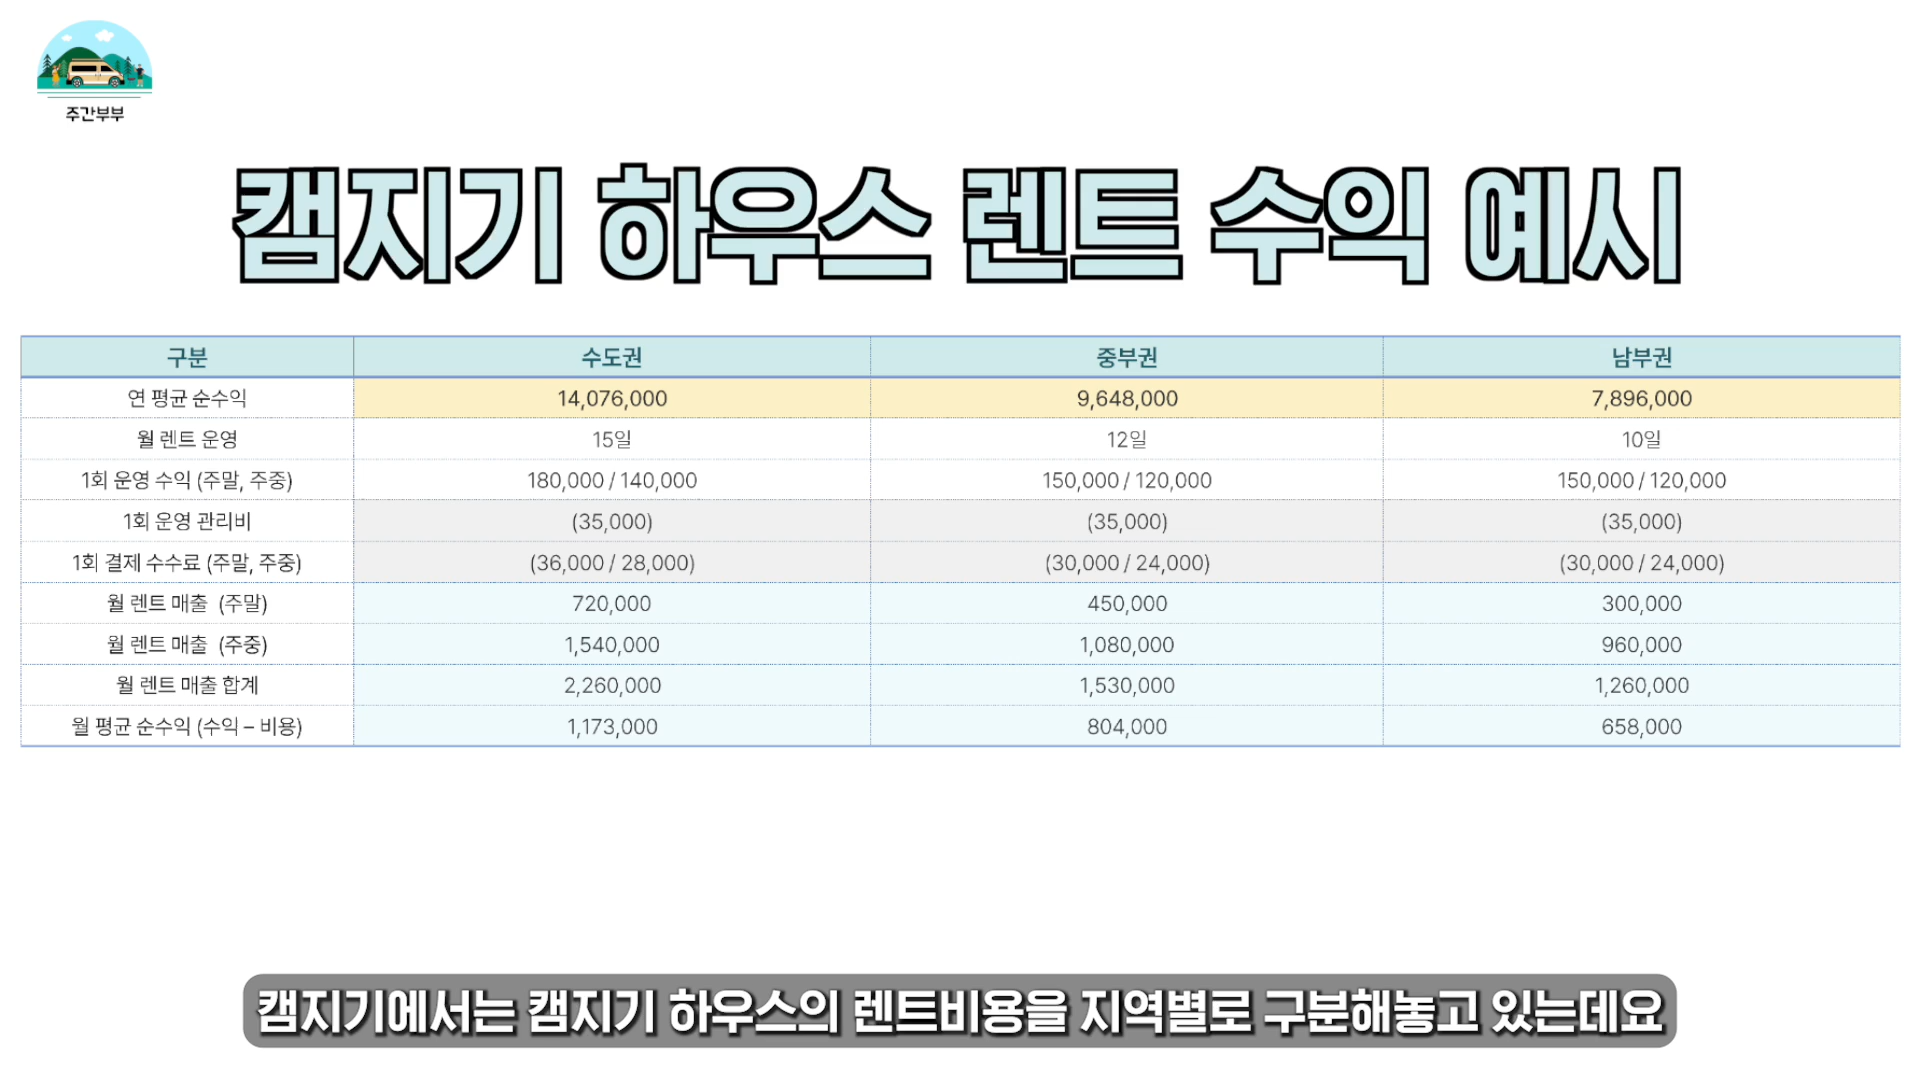 주간부부
캠지기 하우스 렌트 수익 예시
구분 수도권 중부권 남부권
연 평균 순수익 14,076,000 9,648,000 7,896,000
월 렌트 운영 15일 12일 10일
1회 운영 수익 (주말, 주중) 180,000 / 140,000 150,000 / 120,000 150,000 / 120,000
1회 운영 관리비 (35,000) (35,000) (35,000)
1회 결제 수수료 (주말, 주중) (36,000 / 28,000) (30,000 / 24,000) (30,000 / 24,000)
월 렌트 매출 (주말) 720,000 450,000 300,000
월 렌트 매출 (주중) 1,540,000 1,080,000 960,000
월 렌트 매출 합계 2,260,000 1,530,000 1,260,000
월 평균 순수익 (수익 – 비용) 1,173,000 804,000 658,000
캠지기에서는 캠지기 하우스의 렌트비용을 지역별로 구분해놓고 있는데요